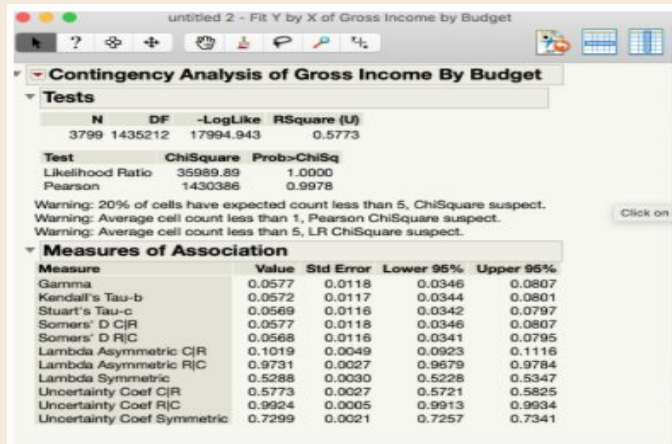 untitled 2 - Fit Y by X of Gross Income by Budget
?
Contingency Analysis of Gross Income By Budget
Tests
N DF -LogLike RSquare (U)
3799 1435212 17994.943 0.5773
Test ChiSquare Prob>ChiSq
Likelihood Ratio 35989.89 1.0000
Pearson 1430386 0.9978
Warning: 20% of cells have expected count less than 5, ChiSquare suspect.
Warning: Average cell count less than 1, Pearson ChiSquare suspect.
Warning: Average cell count less than 5, LR ChiSquare suspect.
Click on
Measures of Association
Measure Value Std Error Lower 95% Upper 95%
Gamma 0.0577 0.0118 0.0346 0.0807
Kendall's Tau-b 0.0572 0.0117 0.0344 0.0801
Stuart's Tau-c 0.0569 0.0116 0.0342 0.0797
Somers' D C|R 0.0577 0.0118 0.0346 0.0807
Somers' D R|C 0.0568 0.0116 0.0341 0.0795
Lambda Asymmetric C|R 0.1019 0.0049 0.0923 0.1116
Lambda Asymmetric R|C 0.9731 0.0027 0.9679 0.9784
Lambda Symmetric 0.5288 0.0030 0.5228 0.5347
Uncertainty Coef C|R 0.5773 0.0027 0.5721 0.5825
Uncertainty Coef R|C 0.9924 0.0005 0.9913 0.9934
Uncertainty Coef Symmetric 0.7299 0.0021 0.7257 0.7341